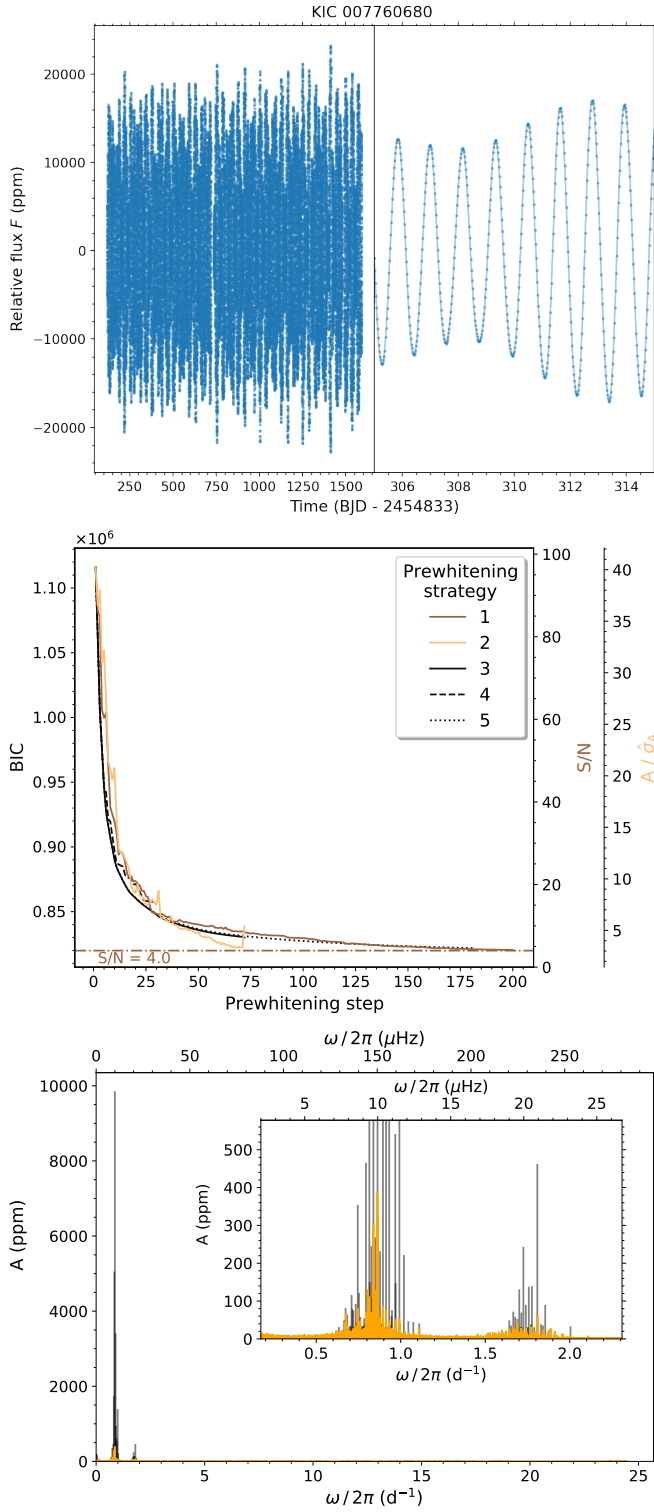 KIC 007760680
Relative flux F (ppm)
20000
10000
0
−10000
−20000
250 500 750 1000 1250 1500
306 308 310 312 314
Time (BJD - 2454833)
×10⁶
BIC
1.10
1.05
1.00
0.95
0.90
0.85
Prewhitening
strategy
1
2
3
4
5
100
80
60
40
20
0
S/N
40
35
30
25
20
15
10
5
A / σ̂_A
S/N = 4.0
0 25 50 75 100 125 150 175 200
Prewhitening step
ω / 2π (μHz)
0 50 100 150 200 250
A (ppm)
10000
8000
6000
4000
2000
0
ω / 2π (μHz)
5 10 15 20 25
A (ppm)
500
400
300
200
100
0
0.5 1.0 1.5 2.0
ω / 2π (d⁻¹)
0 5 10 15 20 25
ω / 2π (d⁻¹)